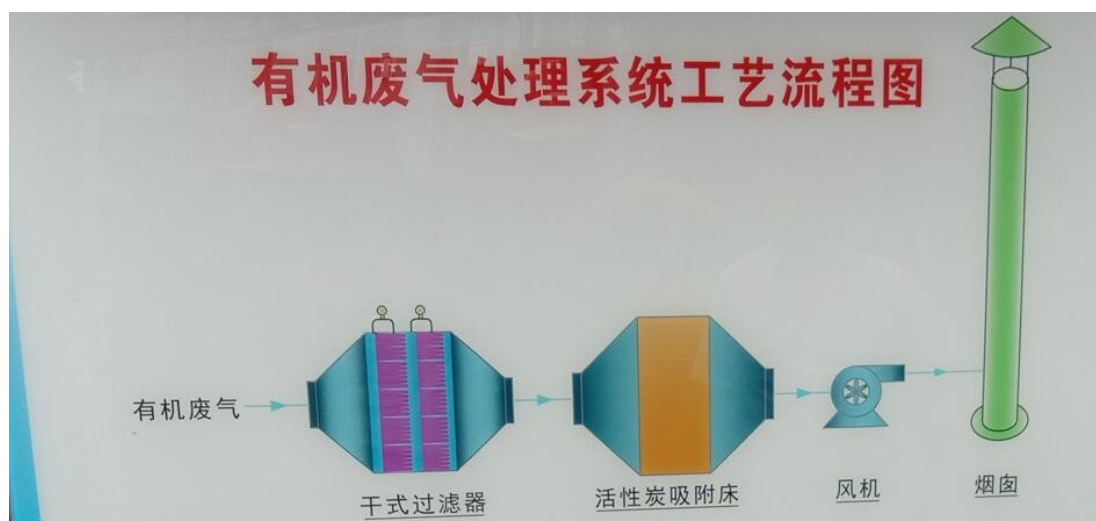 有机废气处理系统工艺流程图
有机废气
干式过滤器
活性炭吸附床
风机
烟囱